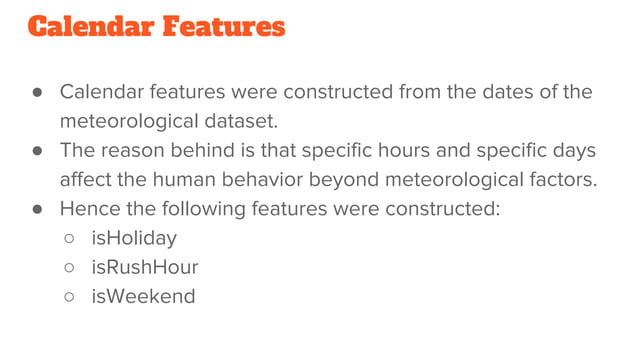 Calendar Features
● Calendar features were constructed from the dates of the
meteorological dataset.
● The reason behind is that specific hours and specific days
affect the human behavior beyond meteorological factors.
● Hence the following features were constructed:
○ isHoliday
○ isRushHour
○ isWeekend